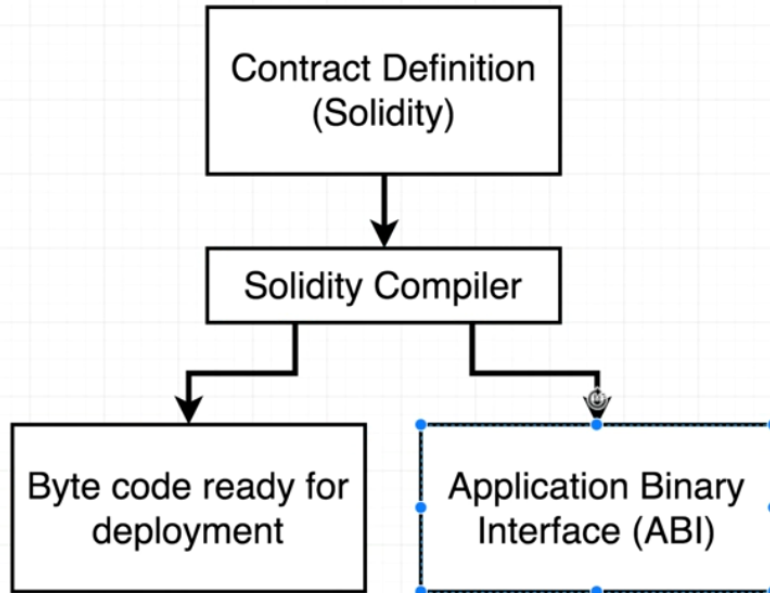 Contract Definition
(Solidity)
Solidity Compiler
Byte code ready for
deployment
Application Binary
Interface (ABI)